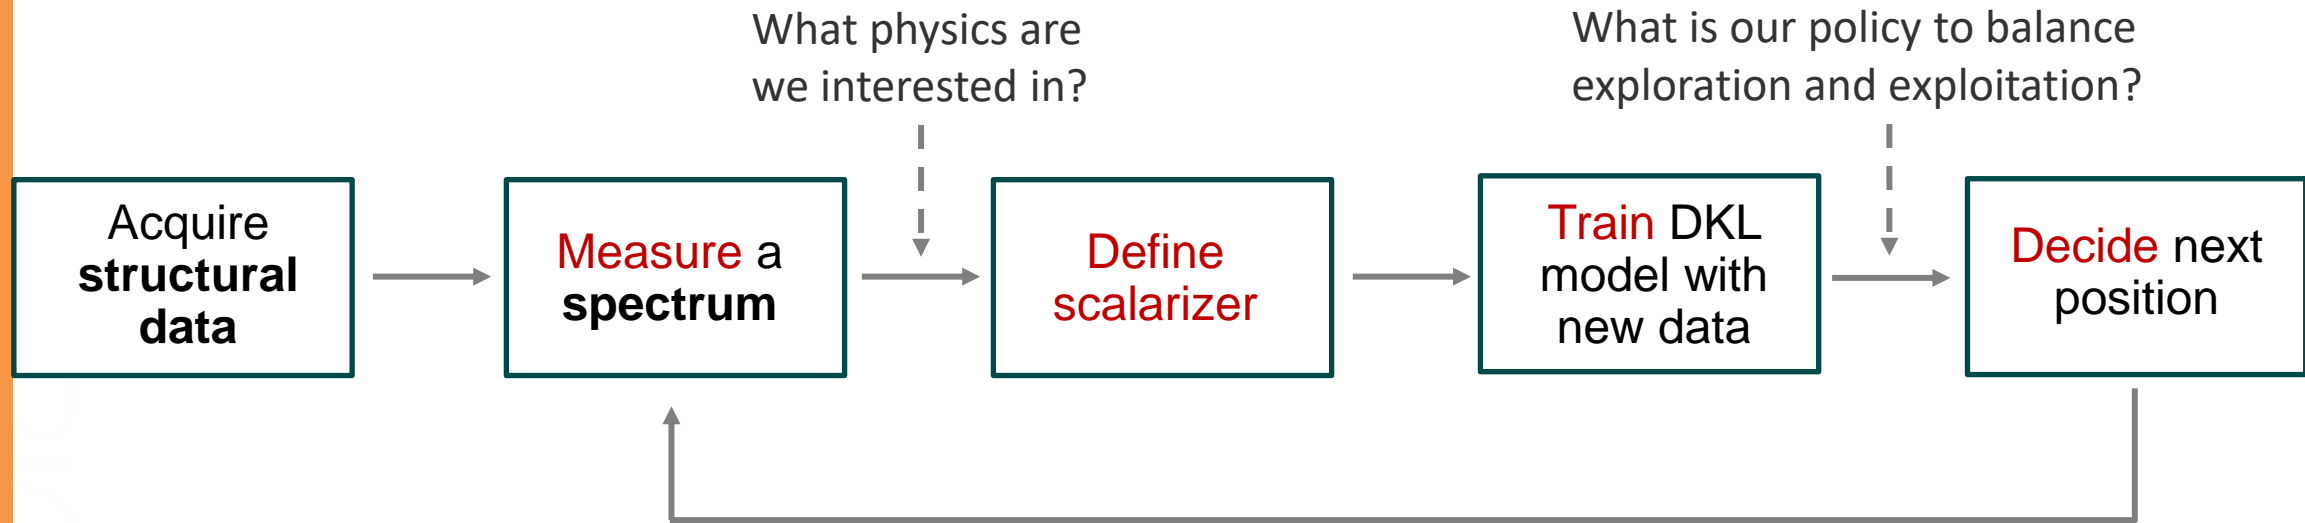 What physics are
we interested in?
What is our policy to balance
exploration and exploitation?
Acquire
structural
data
Measure a
spectrum
Define
scalarizer
Train DKL
model with
new data
Decide next
position